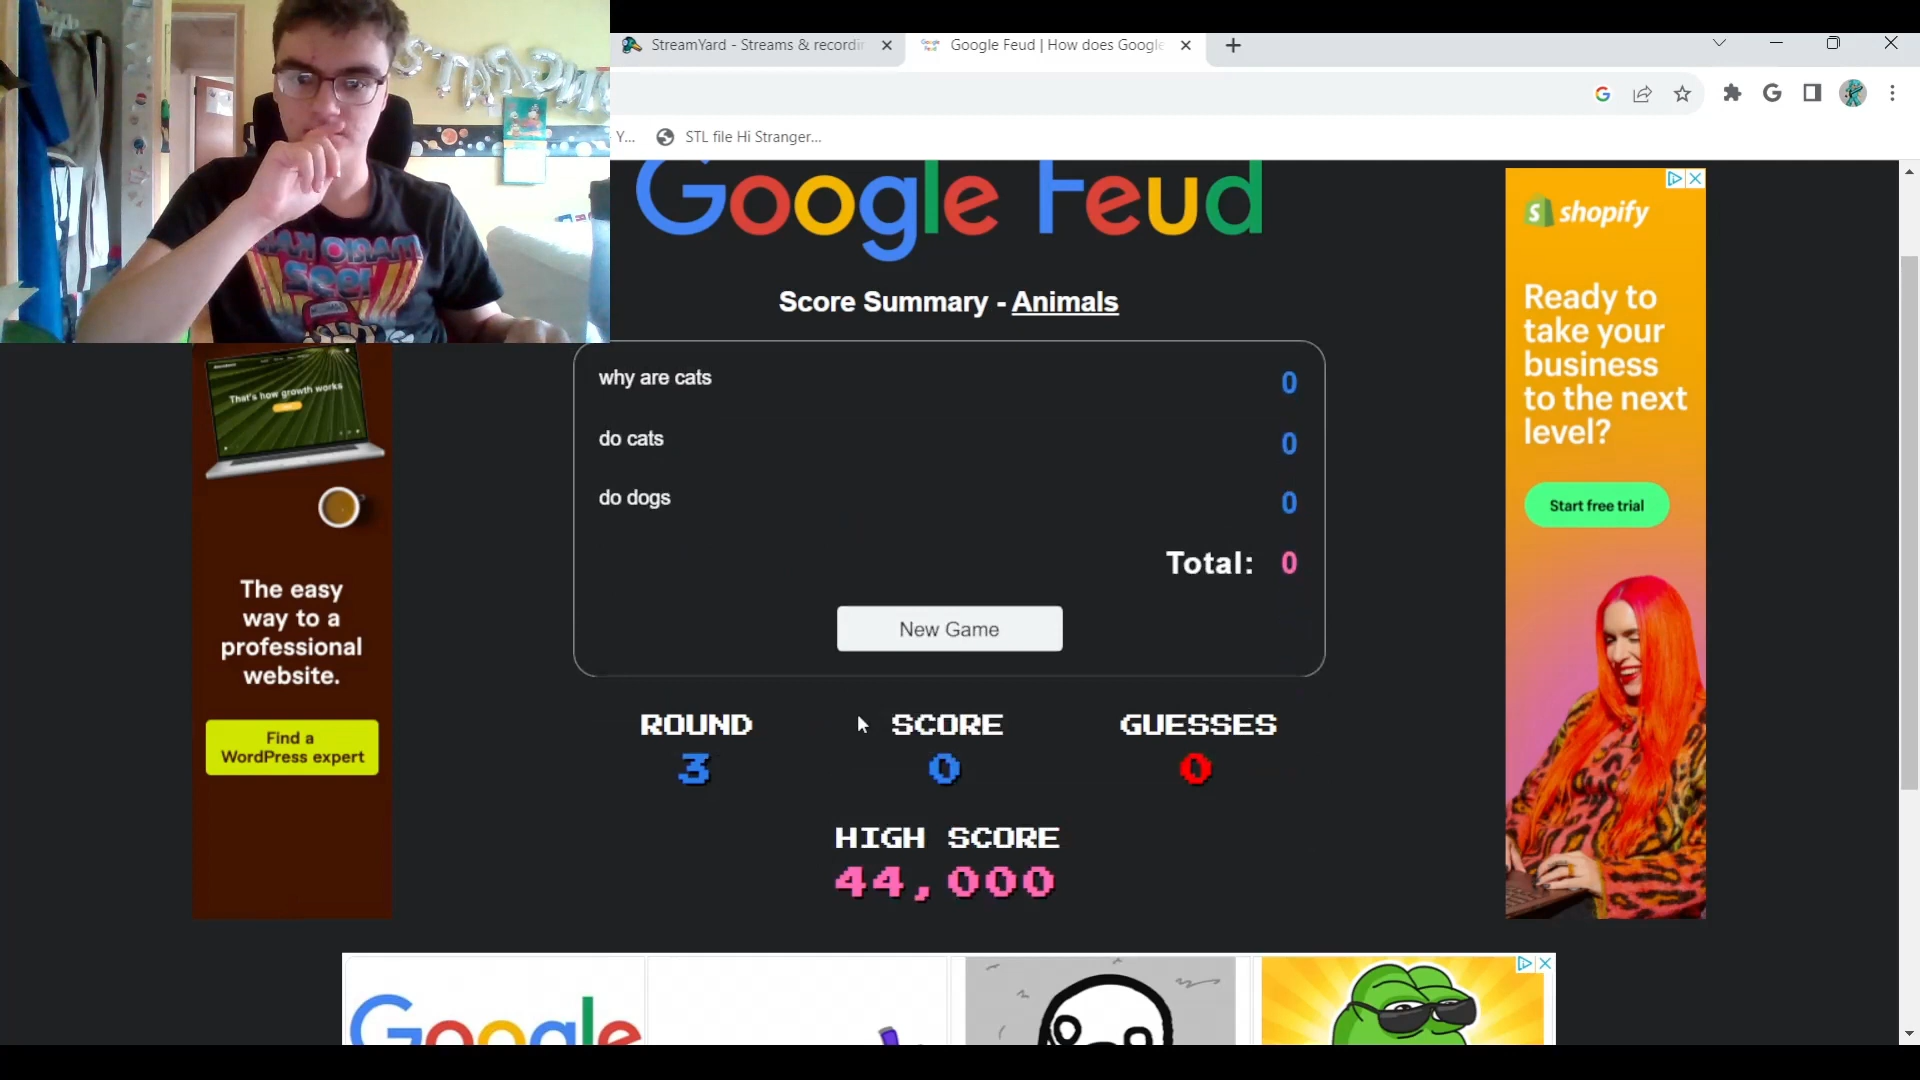 StreamYard - Streams & recordin
Google Feud | How does Google
Y...
STL file Hi Stranger...
Google Feud
Score Summary - Animals
why are cats 0
do cats 0
do dogs 0
Total: 0
New Game
ROUND SCORE GUESSES
3 0 0
HIGH SCORE
44,000
That's how growth works
The easy
way to a
professional
website.
Find a
WordPress expert
shopify
Ready to
take your
business
to the next
level?
Start free trial
Google